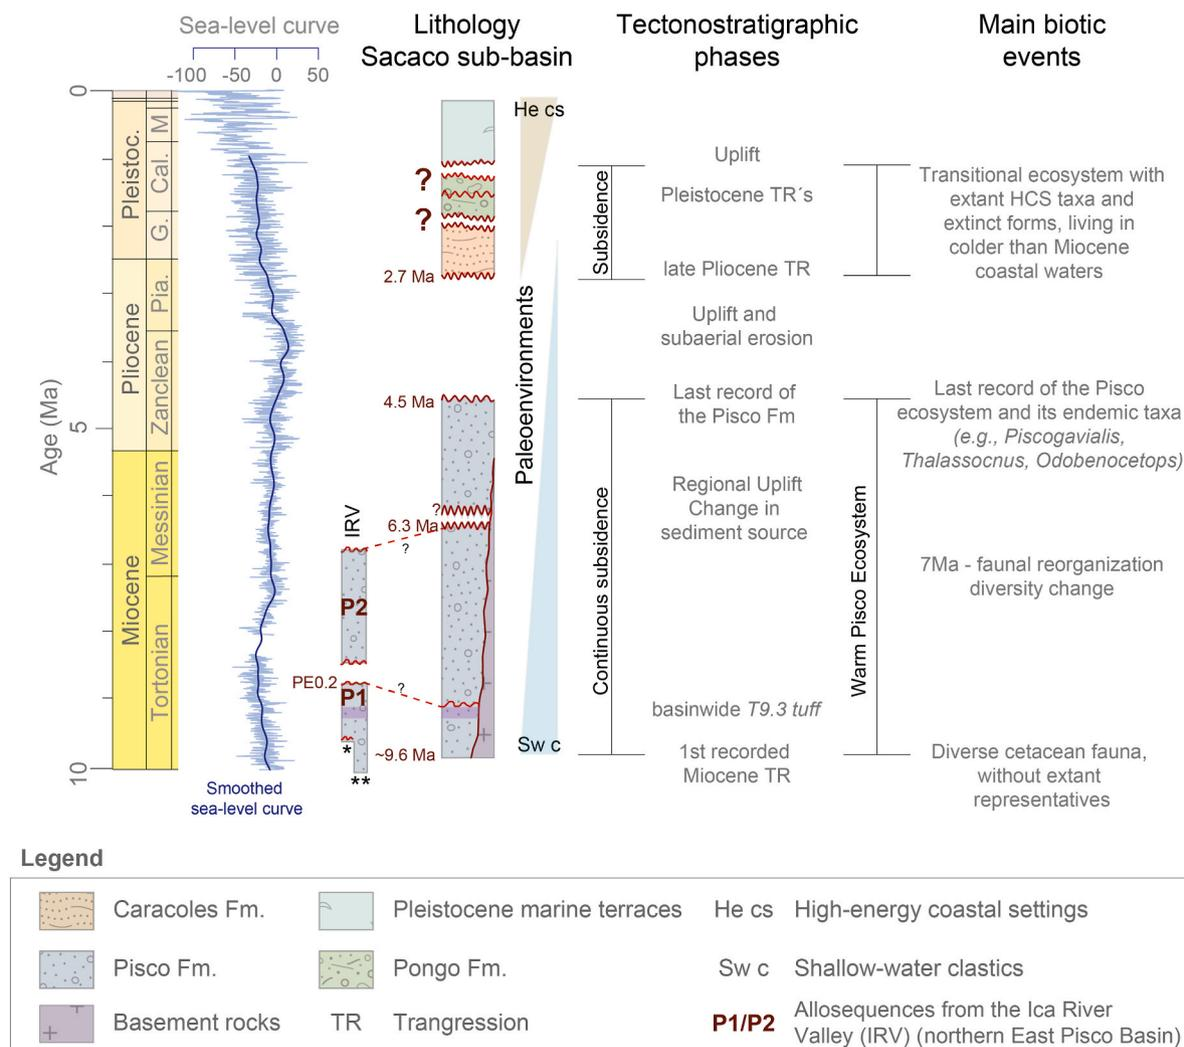 Sea-level curve
-100 -50 0 50
Lithology
Sacaco sub-basin
Tectonostratigraphic
phases
Main biotic
events
Age (Ma)
0
5
10
Pleistoc.
Pliocene
Miocene
M
Cal.
G.
Pia.
Zanclean
Messinian
Tortonian
Smoothed
sea-level curve
IRV
P2
PE0.2
P1
*
**
?
?
2.7 Ma
4.5 Ma
?
6.3 Ma
?
?
~9.6 Ma
He cs
Paleoenvironments
Sw c
Subsidence
Continuous subsidence
Uplift
Pleistocene TR´s
late Pliocene TR
Uplift and
subaerial erosion
Last record of
the Pisco Fm
Regional Uplift
Change in
sediment source
basinwide T9.3 tuff
1st recorded
Miocene TR
Warm Pisco Ecosystem
Transitional ecosystem with
extant HCS taxa and
extinct forms, living in
colder than Miocene
coastal waters
Last record of the Pisco
ecosystem and its endemic taxa
(e.g., Piscogavialis,
Thalassocnus, Odobenocetops)
7Ma - faunal reorganization
diversity change
Diverse cetacean fauna,
without extant
representatives
Legend
Caracoles Fm.
Pisco Fm.
Basement rocks
Pleistocene marine terraces
Pongo Fm.
TR Trangression
He cs High-energy coastal settings
Sw c Shallow-water clastics
P1/P2 Allosequences from the Ica River
Valley (IRV) (northern East Pisco Basin)